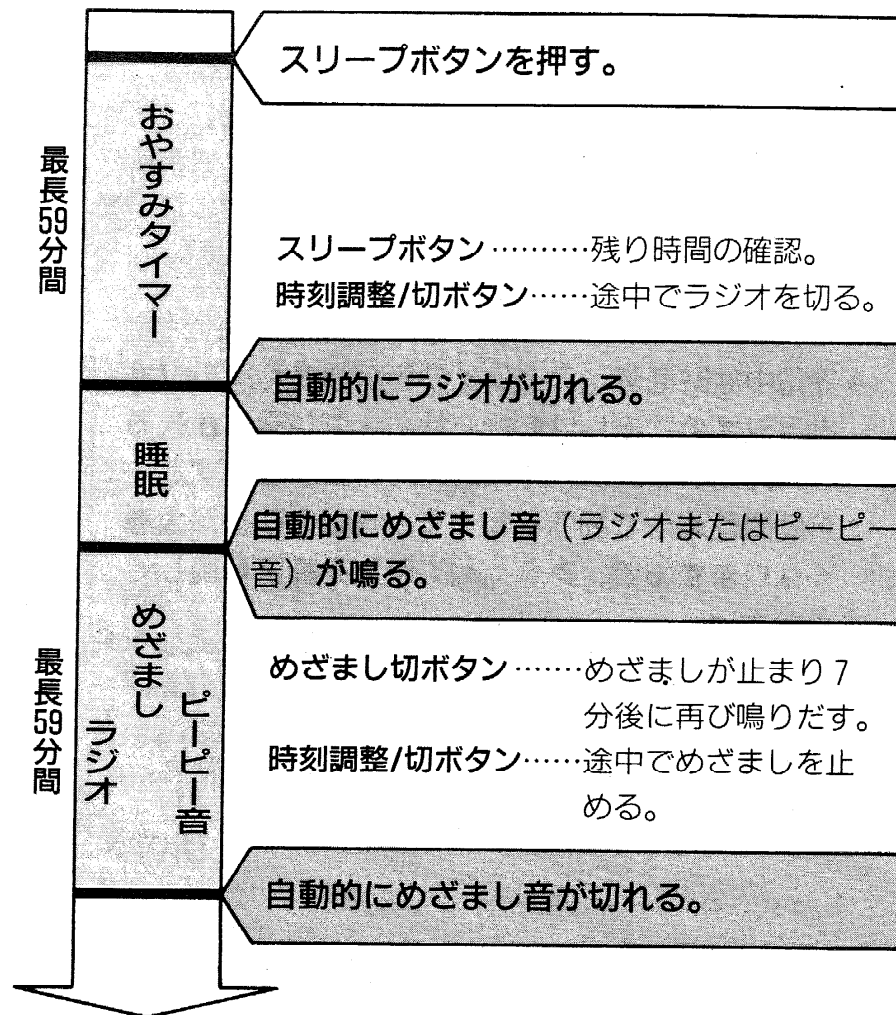 スリープボタンを押す。
最長59分間
おやすみタイマー
スリープボタン…………残り時間の確認。
時刻調整/切ボタン……途中でラジオを切る。
自動的にラジオが切れる。
睡眠
自動的にめざまし音（ラジオまたはピーピー
音）が鳴る。
最長59分間
めざまし
ピーピー音
ラジオ
めざまし切ボタン………めざましが止まり7
分後に再び鳴りだす。
時刻調整/切ボタン……途中でめざましを止
める。
自動的にめざまし音が切れる。